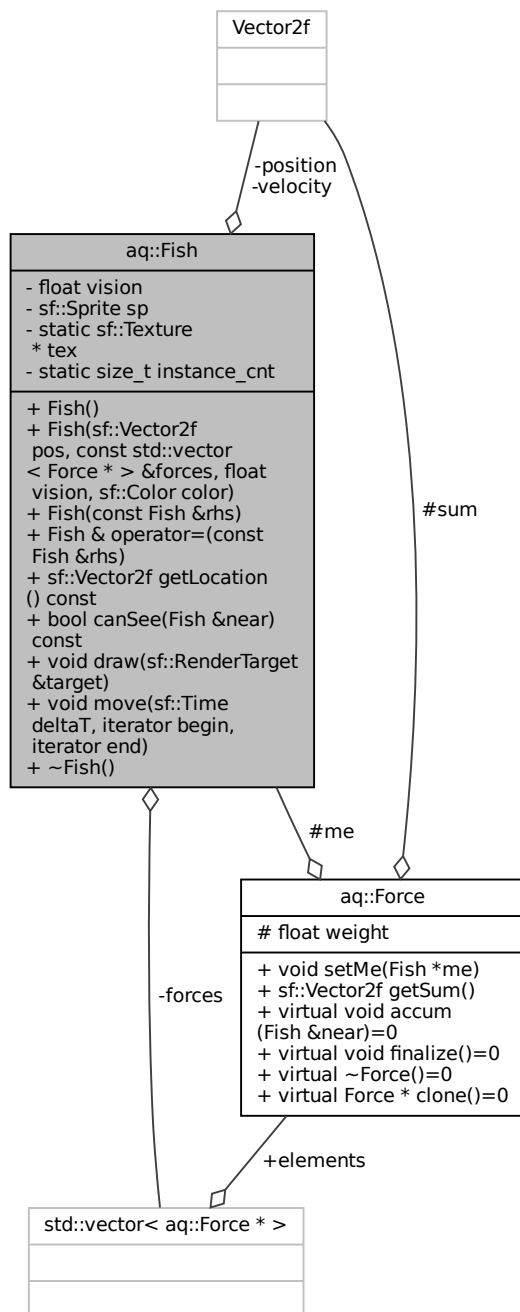 Vector2f
-position
-velocity
aq::Fish
- float vision
- sf::Sprite sp
- static sf::Texture
* tex
- static size_t instance_cnt
+ Fish()
+ Fish(sf::Vector2f
pos, const std::vector
< Force * > &forces, float
vision, sf::Color color)
+ Fish(const Fish &rhs)
+ Fish & operator=(const
Fish &rhs)
+ sf::Vector2f getLocation
() const
+ bool canSee(Fish &near)
const
+ void draw(sf::RenderTarget
&target)
+ void move(sf::Time
deltaT, iterator begin,
iterator end)
+ ~Fish()
#sum
#me
aq::Force
# float weight
+ void setMe(Fish *me)
+ sf::Vector2f getSum()
+ virtual void accum
(Fish &near)=0
+ virtual void finalize()=0
+ virtual ~Force()=0
+ virtual Force * clone()=0
-forces
+elements
std::vector< aq::Force * >